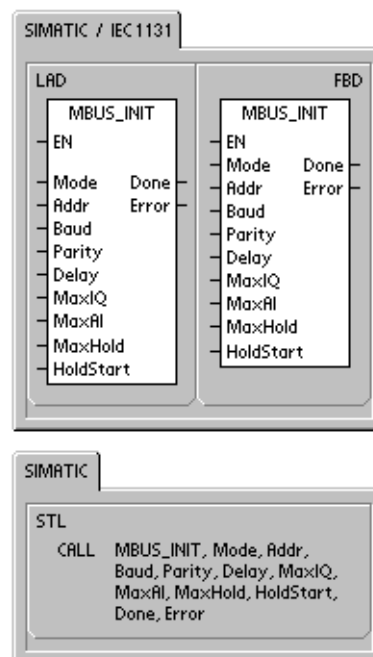 SIMATIC / IEC1131
LAD
MBUS_INIT
EN
Mode Done
Addr Error
Baud
Parity
Delay
MaxIQ
MaxAI
MaxHold
HoldStart
FBD
MBUS_INIT
EN
Mode Done
Addr Error
Baud
Parity
Delay
MaxIQ
MaxAI
MaxHold
HoldStart
SIMATIC
STL
CALL MBUS_INIT, Mode, Addr,
Baud, Parity, Delay, MaxIQ,
MaxAI, MaxHold, HoldStart,
Done, Error